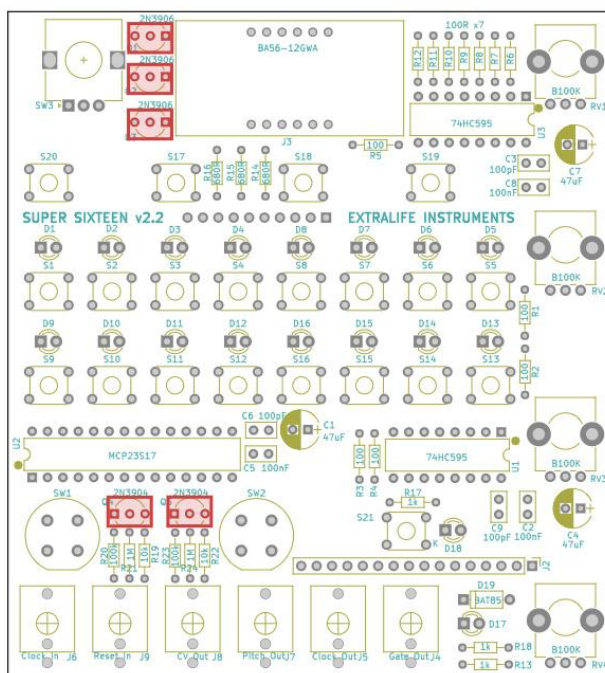 2N3906
BA56-12GWA
100R x7
R12
R11
R10
R9
R8
R7
R6
B100K
RV1
SW3
2N3906
74HC595
U3
2N3906
J3
C7
47uF
100
R5
C3
100pF
S20
S17
R16
680R
R15
680R
R14
680R
S18
S19
C8
100nF
SUPER SIXTEEN v2.2
EXTRALIFE INSTRUMENTS
D1
D2
D3
D4
D8
D7
D6
D5
S1
S2
S3
S4
S8
S7
S6
S5
B100K
RV2
100
R1
D9
D10
D11
D12
D16
D15
D14
D13
S9
S10
S11
S12
S16
S15
S14
S13
100
R2
C6 100pF
C1
47uF
U2
MCP23S17
C5 100nF
100
R3
100
R4
74HC595
U1
B100K
RV3
SW1
2N3904
2N3904
SW2
R17
1k
S21
K
D18
C9
100pF
C2
100nF
C4
47uF
R20
100k
R21
1M
R19
10k
R23
100k
R24
1M
R22
10k
J2
D19
BAT85
D17
Clock In J6
Reset In J9
CV Out J8
Pitch Out J7
Clock Out J5
Gate Out J4
1k
R18
1k
R13
B100K
RV4